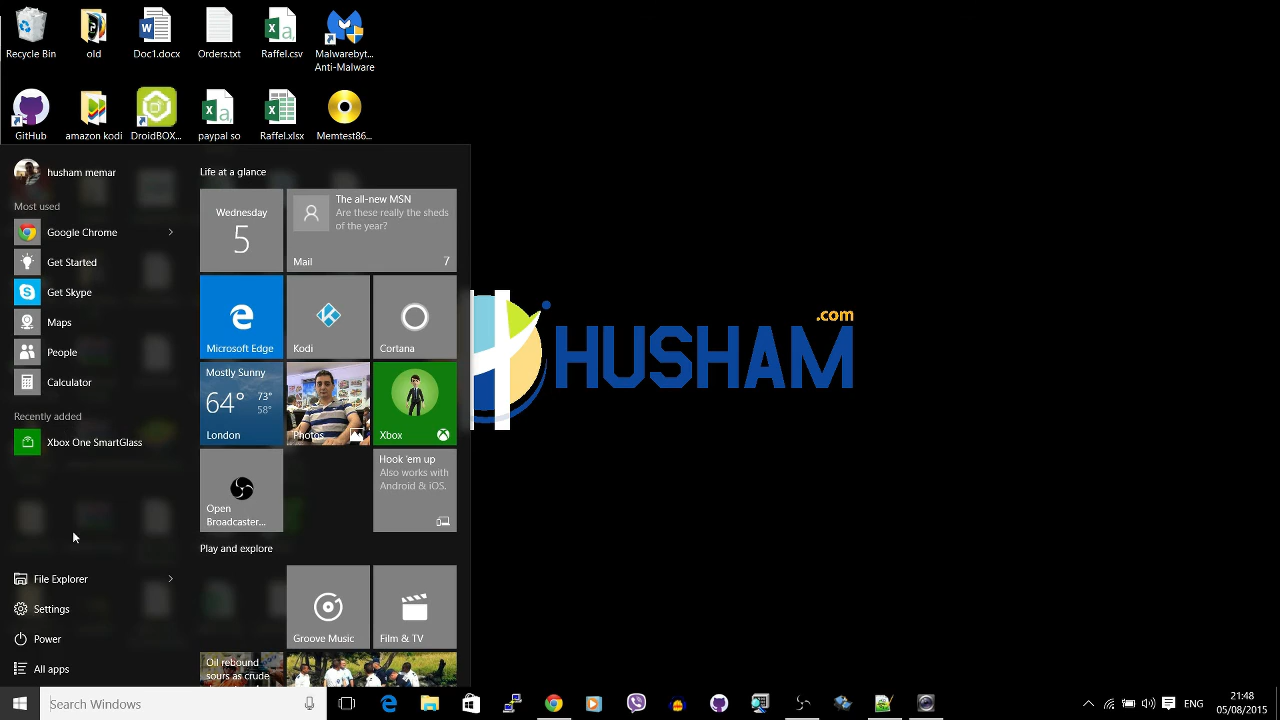 Recycle Bin
old
Doc1.docx
Orders.txt
Raffel.csv
Malwarebyt...
Anti-Malware
GitHub
amazon kodi
DroidBOX...
paypal so
Raffel.xlsx
Memtest86...
husham memar
Most used
Google Chrome
Get Started
Get Skype
Maps
People
Calculator
Recently added
Xbox One SmartGlass
File Explorer
Settings
Power
All apps
Life at a glance
Wednesday
5
The all-new MSN
Are these really the sheds
of the year?
Mail 7
Microsoft Edge
Kodi
Cortana
Mostly Sunny
64° 73°
58°
London
Photos
Xbox
Open
Broadcaster...
Hook 'em up
Also works with
Android & iOS.
Play and explore
Groove Music
Film & TV
Oil rebound
sours as crude
.com
HUSHAM
Search Windows
ENG
21:48
05/08/2015